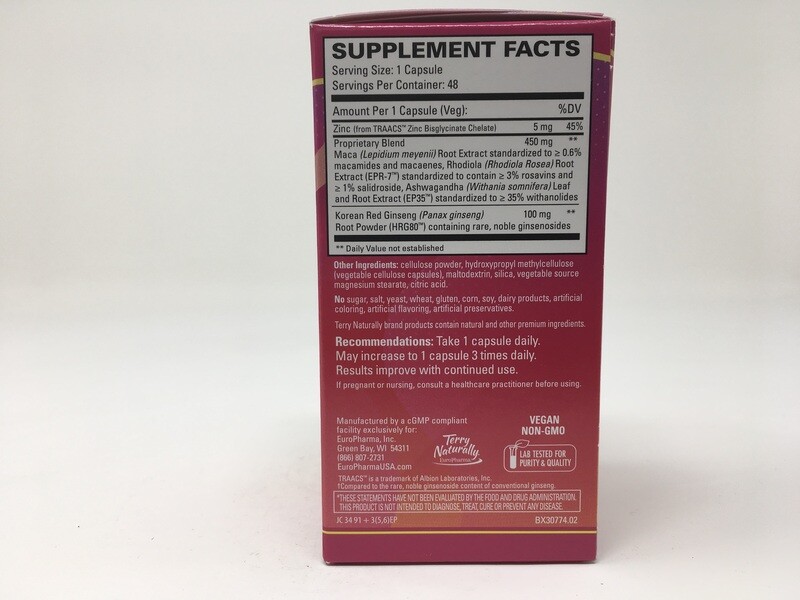 SUPPLEMENT FACTS
Serving Size: 1 Capsule
Servings Per Container: 48
Amount Per 1 Capsule (Veg): %DV
Zinc (from TRAACS™ Zinc Bisglycinate Chelate) 5 mg 45%
Proprietary Blend 450 mg **
Maca (Lepidium meyenii) Root Extract standardized to ≥ 0.6%
macamides and macaenes, Rhodiola (Rhodiola Rosea) Root
Extract (EPR-7™) standardized to contain ≥ 3% rosavins and
≥ 1% salidroside, Ashwagandha (Withania somnifera) Leaf
and Root Extract (EP35™) standardized to ≥ 35% withanolides
Korean Red Ginseng (Panax ginseng) 100 mg **
Root Powder (HRG80™) containing rare, noble ginsenosides
** Daily Value not established
Other Ingredients: cellulose powder, hydroxypropyl methylcellulose
(vegetable cellulose capsules), maltodextrin, silica, vegetable source
magnesium stearate, citric acid.
No sugar, salt, yeast, wheat, gluten, corn, soy, dairy products, artificial
coloring, artificial flavoring, artificial preservatives.
Terry Naturally brand products contain natural and other premium ingredients.
Recommendations: Take 1 capsule daily.
May increase to 1 capsule 3 times daily.
Results improve with continued use.
If pregnant or nursing, consult a healthcare practitioner before using.
Manufactured by a cGMP compliant
facility exclusively for:
EuroPharma, Inc.
Green Bay, WI 54311
(866) 807-2731
EuroPharmaUSA.com
Terry
Naturally
EuroPharma
VEGAN
NON-GMO
LAB TESTED FOR
PURITY & QUALITY
TRAACS™ is a trademark of Albion Laboratories, Inc.
†Compared to the rare, noble ginsenoside content of conventional ginseng.
*THESE STATEMENTS HAVE NOT BEEN EVALUATED BY THE FOOD AND DRUG ADMINISTRATION.
THIS PRODUCT IS NOT INTENDED TO DIAGNOSE, TREAT, CURE OR PREVENT ANY DISEASE.
JC 34 91 + 3(5,6)EP BX30774.02